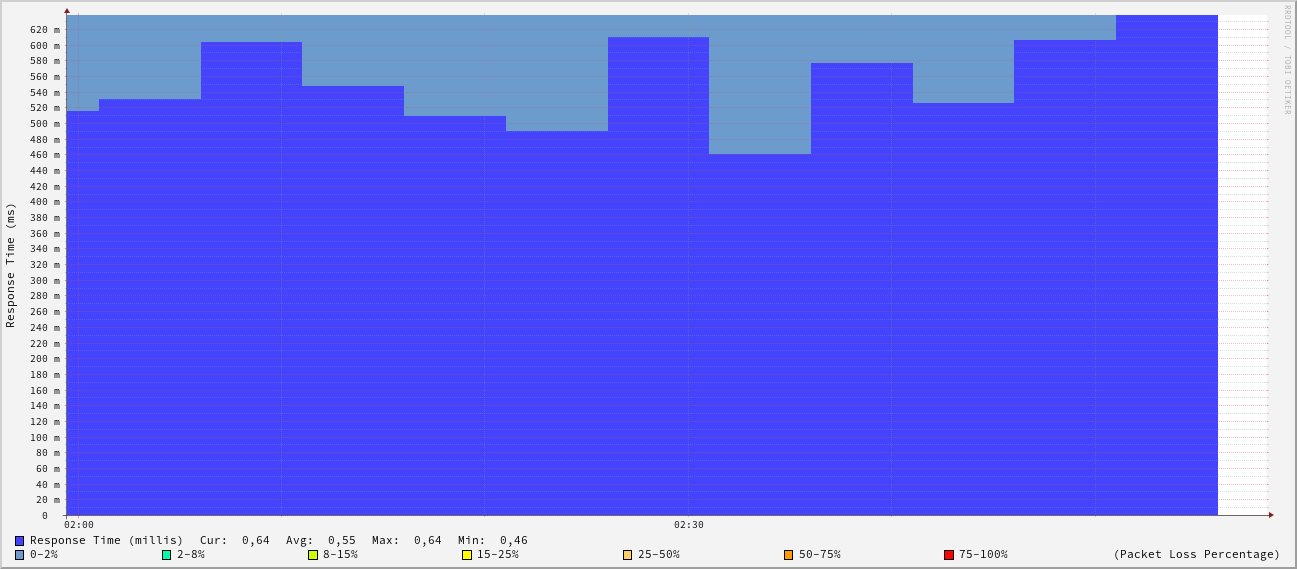 RRDTOOL / TOBI OETIKER
Response Time (ms)
620 m
600 m
580 m
560 m
540 m
520 m
500 m
480 m
460 m
440 m
420 m
400 m
380 m
360 m
340 m
320 m
300 m
280 m
260 m
240 m
220 m
200 m
180 m
160 m
140 m
120 m
100 m
80 m
60 m
40 m
20 m
0
02:00 02:30
Response Time (millis) Cur: 0,64 Avg: 0,55 Max: 0,64 Min: 0,46
0-2% 2-8% 8-15% 15-25% 25-50% 50-75% 75-100% (Packet Loss Percentage)